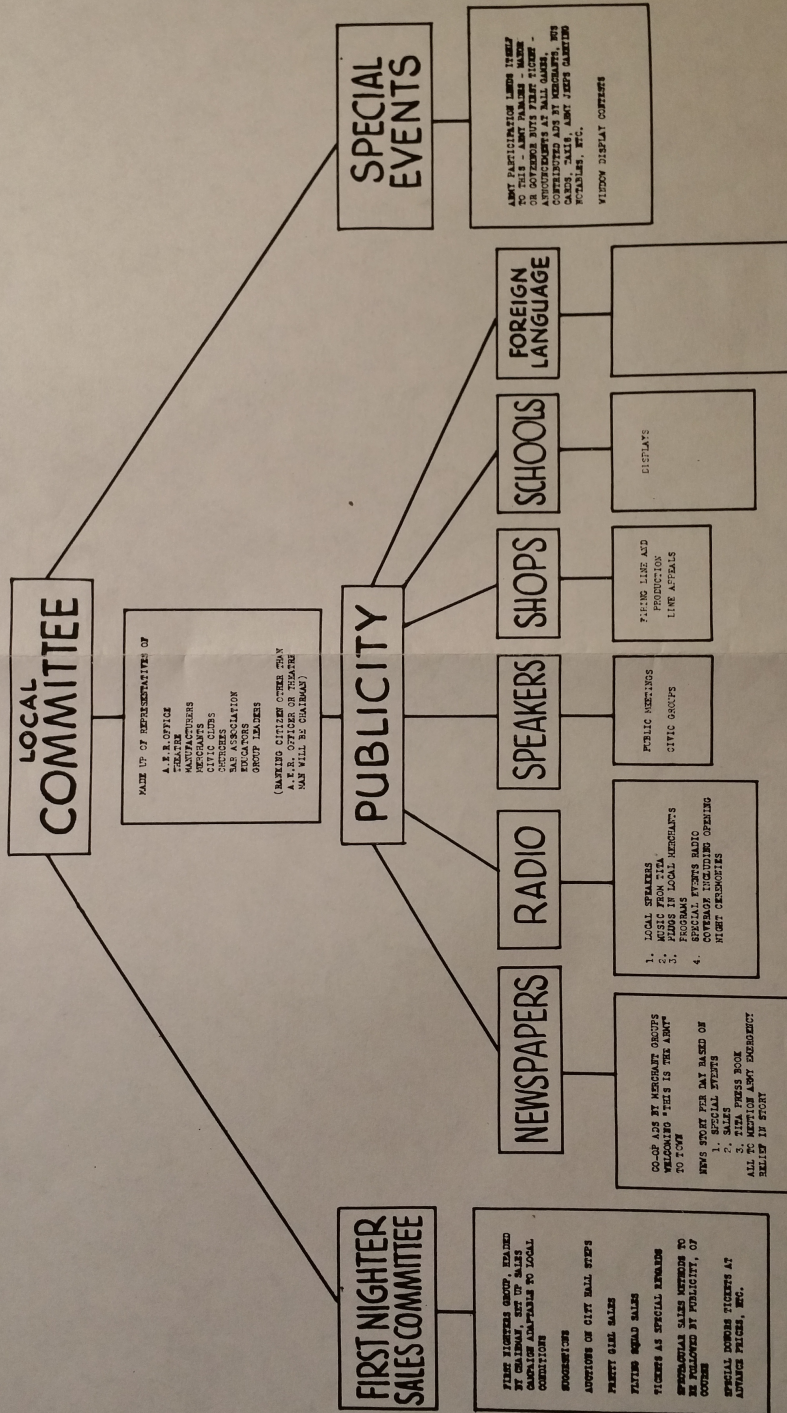 LOCAL
COMMITTEE
MADE UP OF REPRESENTATIVES OF
A.E.R. OFFICE
THEATRE
MANUFACTURERS
MERCHANTS
CIVIC CLUBS
CHURCHES
BAR ASSOCIATION
EDUCATORS
GROUP LEADERS
(RANKING CITIZEN OTHER THAN
A.E.R. OFFICER OR THEATRE
MAN WILL BE CHAIRMAN)
FIRST NIGHTER
SALES COMMITTEE
FIRST NIGHTERS GROUP, HEADED
BY CHAIRMAN, SET UP SALES
CAMPAIGN ADAPTABLE TO LOCAL
CONDITIONS
SUGGESTIONS
AUCTIONS ON CITY HALL STEPS
PRETTY GIRL SALES
FLYING SQUAD SALES
TICKETS AS SPECIAL REWARDS
SPECTACULAR SALES METHODS TO
BE FOLLOWED BY PUBLICITY, OF
COURSE
SPECIAL DONORS TICKETS AT
ADVANCE PRICES, ETC.
PUBLICITY
NEWSPAPERS
CO-OP ADS BY MERCHANT GROUPS
WELCOMING "THIS IS THE ARMY"
TO TOWN
NEWS STORY PER DAY BASED ON
1. SPECIAL EVENTS
2. SALES
3. TITA PRESS BOOK
ALL TO MENTION ARMY EMERGENCY
RELIEF IN STORY
RADIO
1. LOCAL SPEAKERS
2. MUSIC FROM TITA
3. PLUGS IN LOCAL MERCHANTS
PROGRAMS
4. SPECIAL EVENTS RADIO
COVERAGE INCLUDING OPENING
NIGHT CEREMONIES
SPEAKERS
PUBLIC MEETINGS
CIVIC GROUPS
SHOPS
FIRING LINE AND
PRODUCTION
LINE APPEALS
SCHOOLS
DISPLAYS
FOREIGN
LANGUAGE
SPECIAL
EVENTS
ARMY PARTICIPATION LENDS ITSELF
TO THIS - ARMY PARADES - MAYOR
OR GOVERNOR BUYS FIRST TICKET -
ANNOUNCEMENTS AT BALL GAMES,
CONTRIBUTED ADS BY MERCHANTS, BUS
CARDS, TAXIS, ARMY JEEPS CARRYING
NOTABLES, ETC.
WINDOW DISPLAY CONTESTS